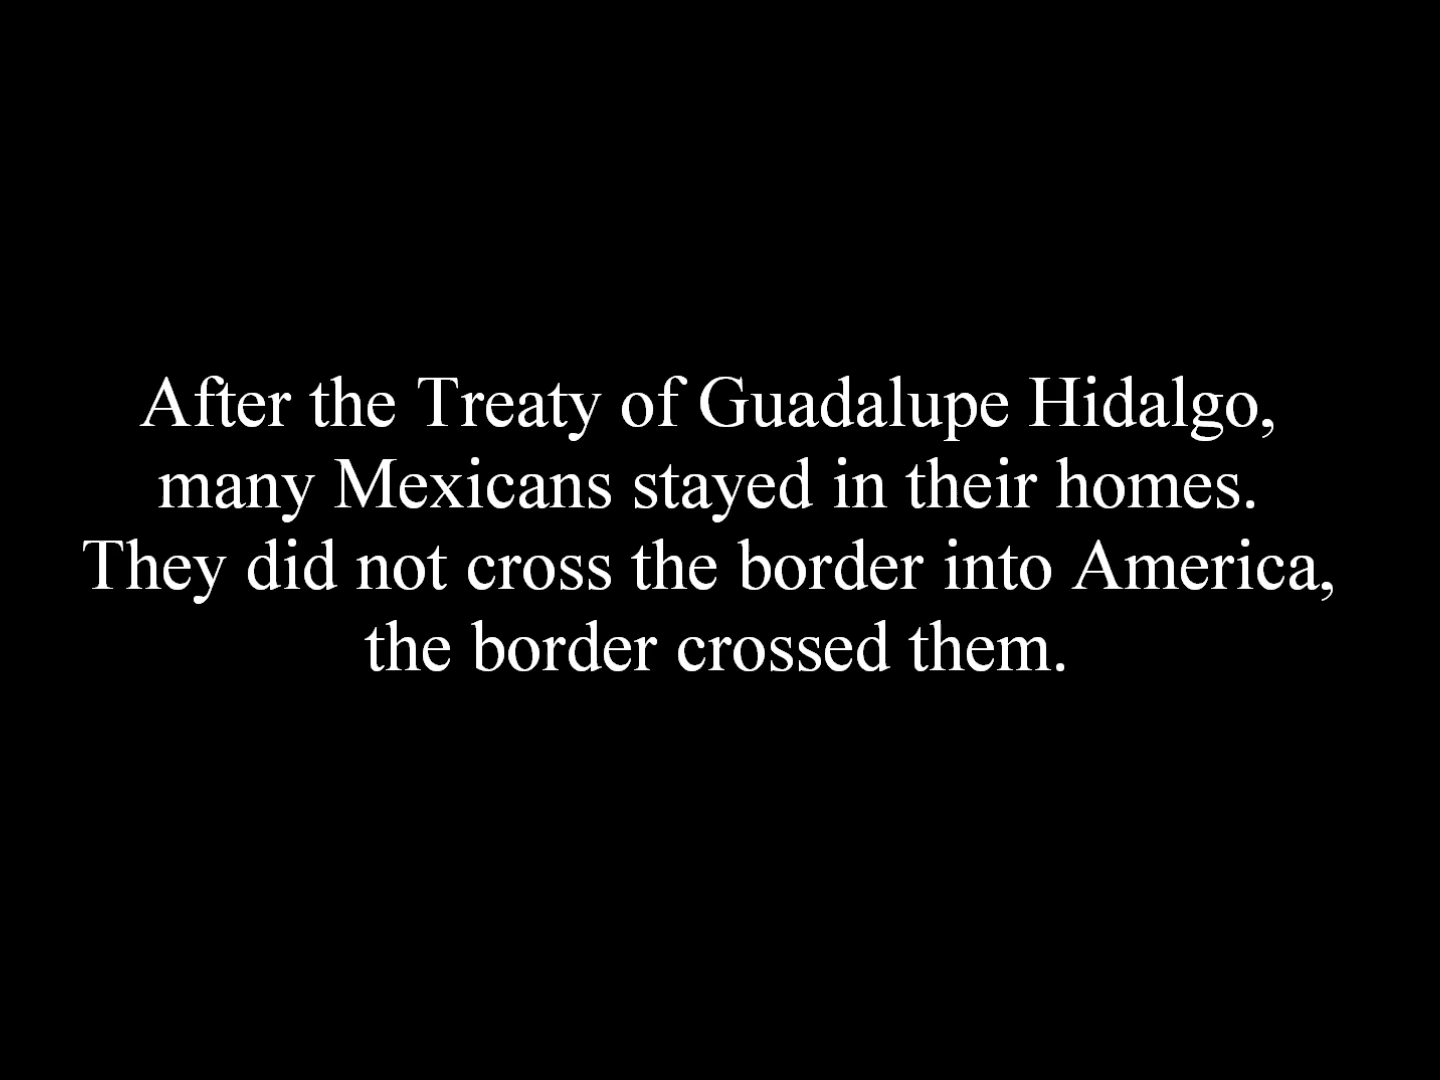 After the Treaty of Guadalupe Hidalgo,
many Mexicans stayed in their homes.
They did not cross the border into America,
the border crossed them.